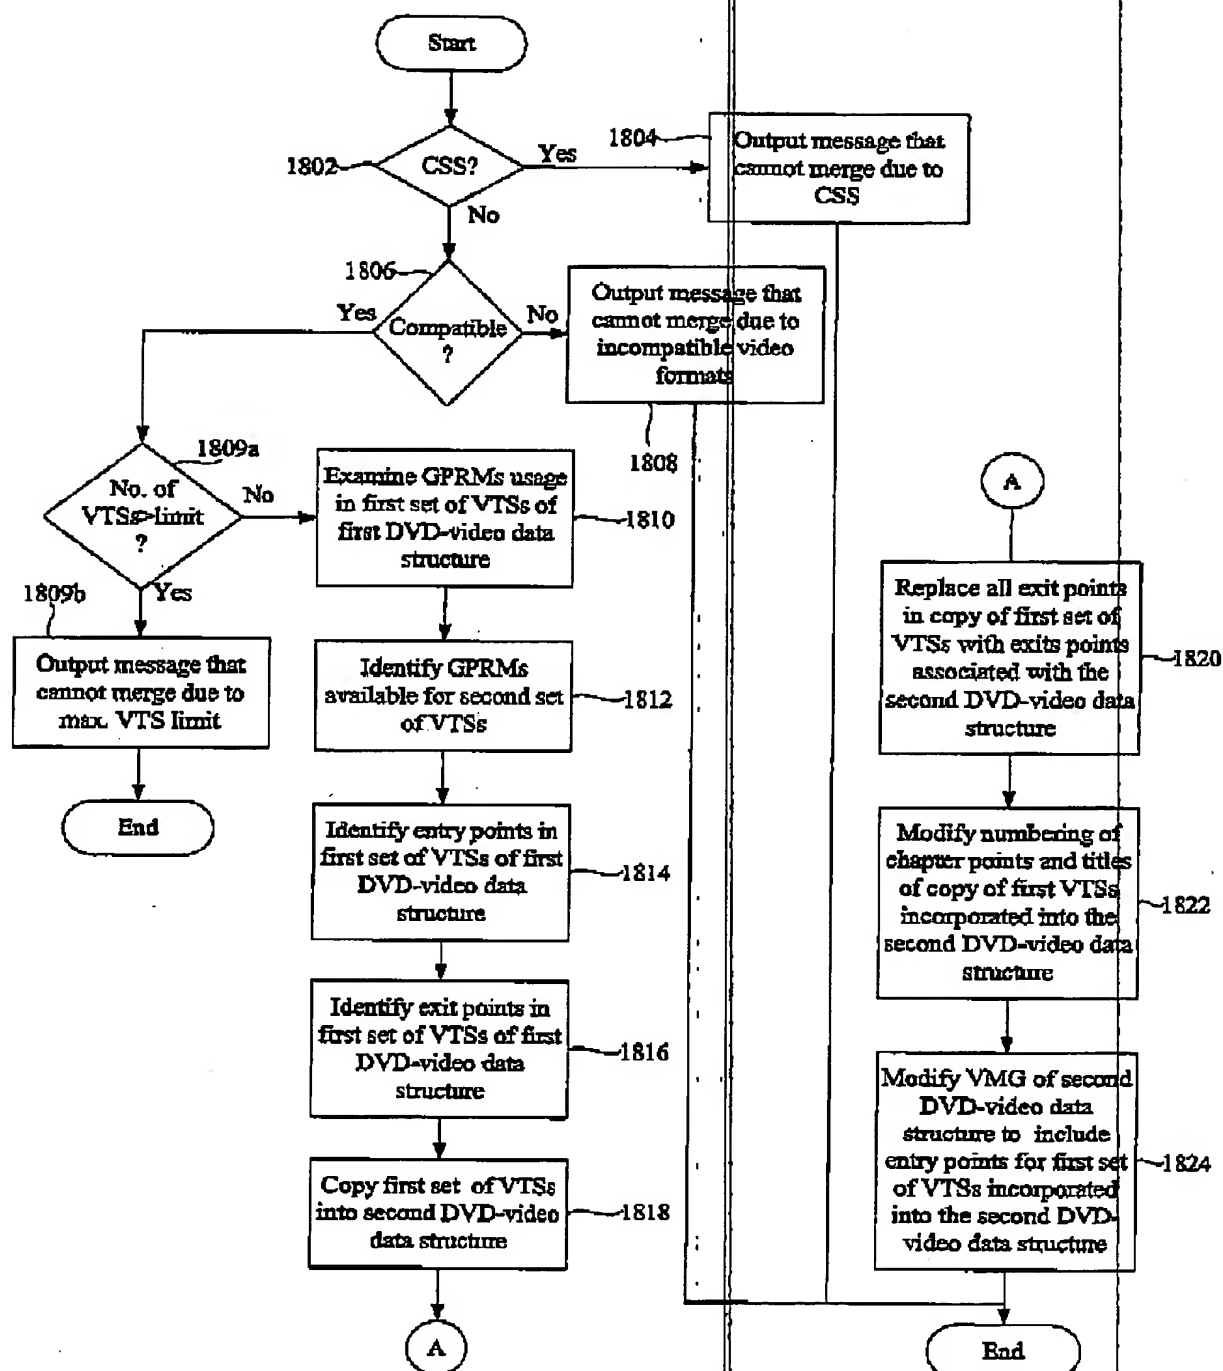 Start
1802
CSS?
Yes
No
1804
Output message that
cannot merge due to
CSS
1806
Compatible
?
Yes
No
Output message that
cannot merge due to
incompatible video
formats
1808
1809a
No. of
VTSs>limit
?
No
Yes
1809b
Output message that
cannot merge due to
max. VTS limit
End
Examine GPRMs usage
in first set of VTSs of
first DVD-video data
structure
1810
Identify GPRMs
available for second set
of VTSs
1812
Identify entry points in
first set of VTSs of first
DVD-video data
structure
1814
Identify exit points in
first set of VTSs of first
DVD-video data
structure
1816
Copy first set of VTSs
into second DVD-video
data structure
1818
A
A
Replace all exit points
in copy of first set of
VTSs with exits points
associated with the
second DVD-video data
structure
1820
Modify numbering of
chapter points and titles
of copy of first VTSs
incorporated into the
second DVD-video data
structure
1822
Modify VMG of second
DVD-video data
structure to include
entry points for first set
of VTSs incorporated
into the second DVD-
video data structure
1824
End